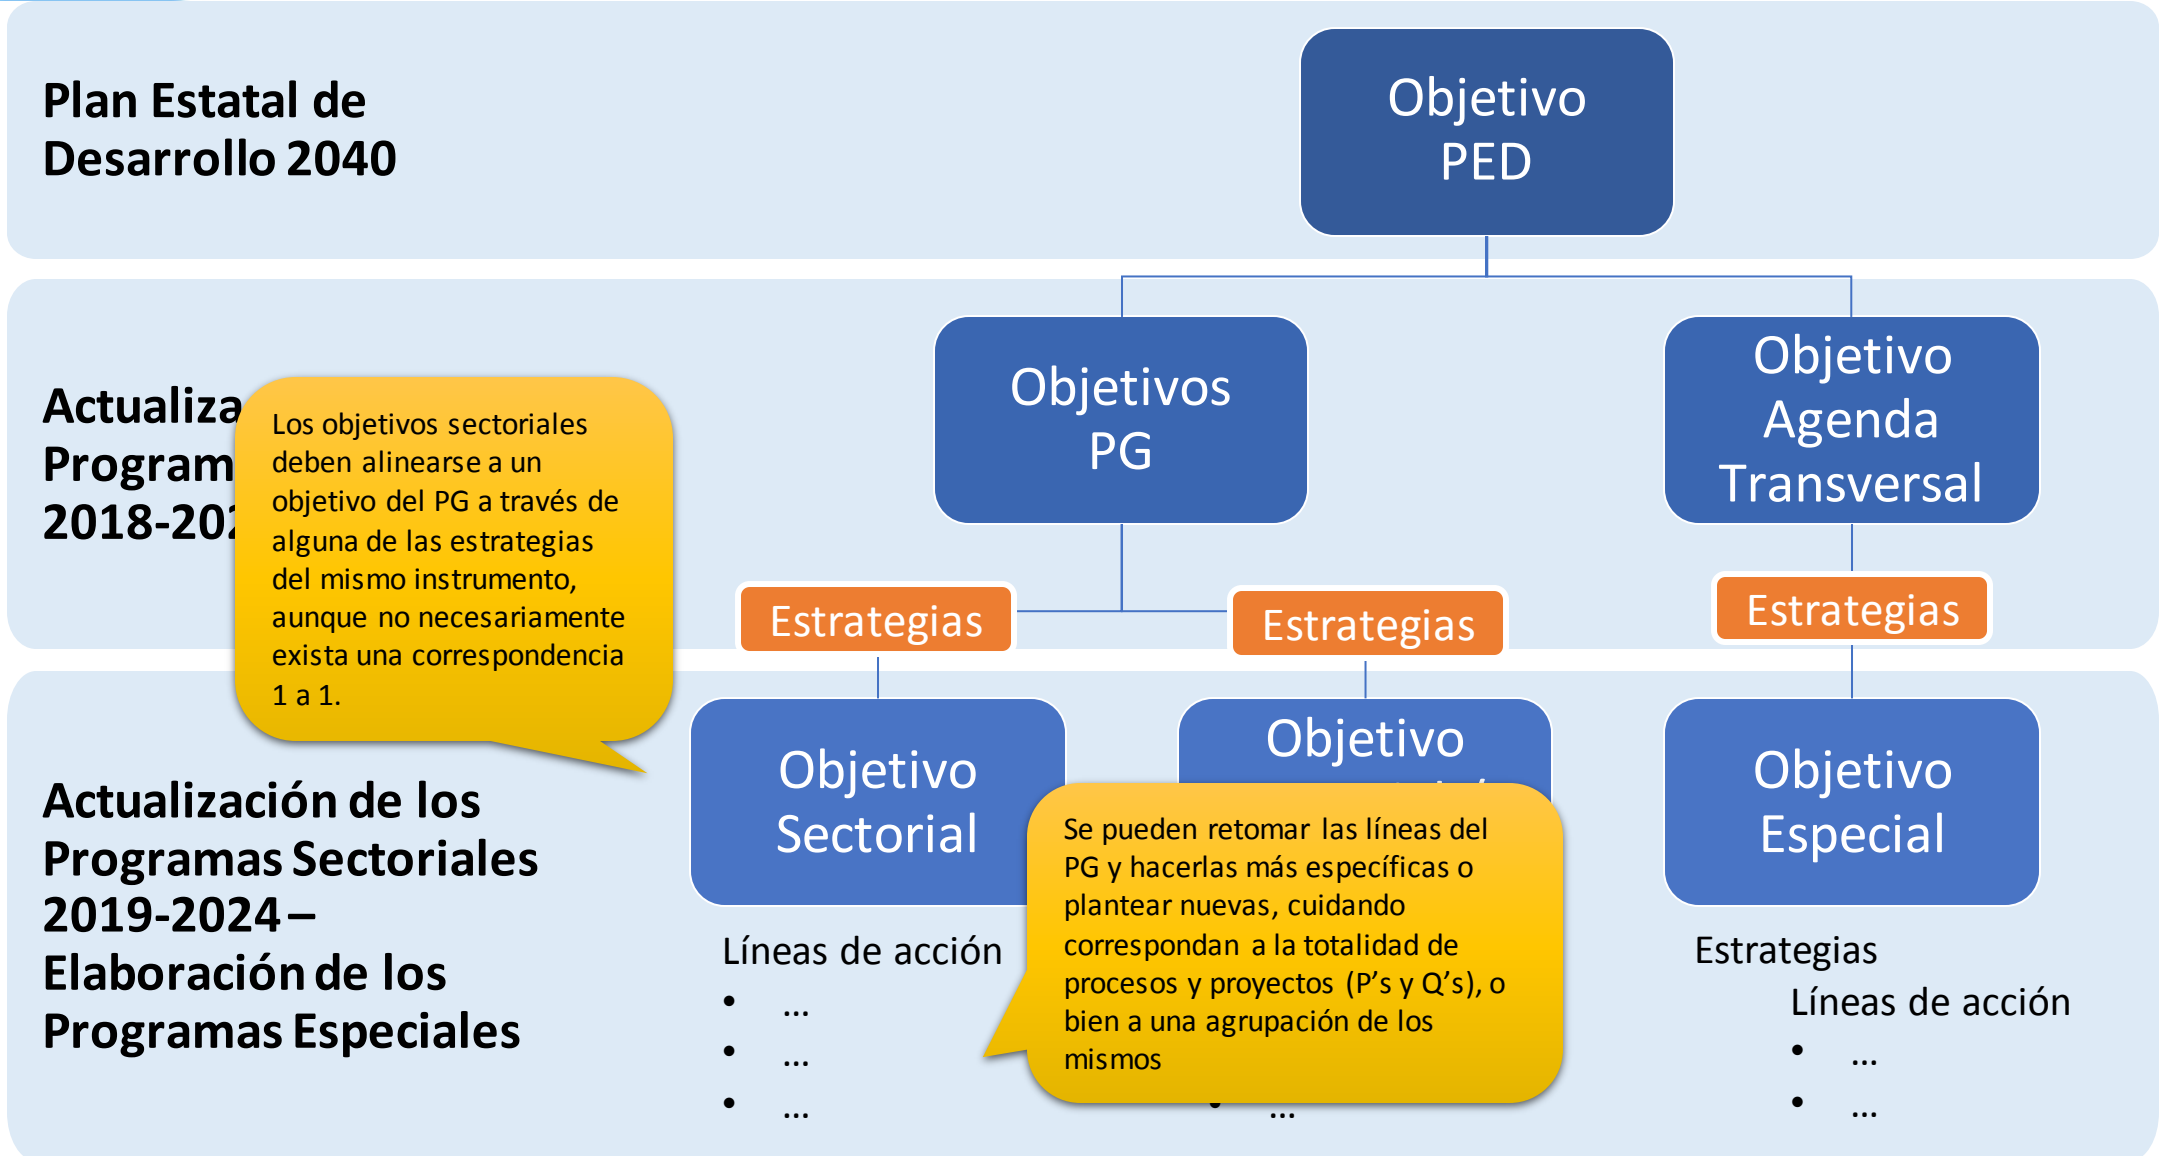 Plan Estatal de
Desarrollo 2040
Objetivo
PED
Actualiza
Program
2018-202
Los objetivos sectoriales
deben alinearse a un
objetivo del PG a través de
alguna de las estrategias
del mismo instrumento,
aunque no necesariamente
exista una correspondencia
1 a 1.
Objetivos
PG
Objetivo
Agenda
Transversal
Estrategias
Estrategias
Estrategias
Actualización de los
Programas Sectoriales
2019-2024 –
Elaboración de los
Programas Especiales
Objetivo
Sectorial
Líneas de acción
• ...
• ...
• ...
Objetivo
Se pueden retomar las líneas del
PG y hacerlas más específicas o
plantear nuevas, cuidando
correspondan a la totalidad de
procesos y proyectos (P’s y Q’s), o
bien a una agrupación de los
mismos
• ...
Objetivo
Especial
Estrategias
Líneas de acción
• ...
• ...